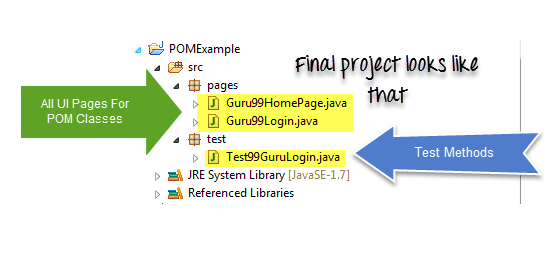 POMExample
src
Final project looks like
that
pages
All UI Pages For
POM Classes
Guru99HomePage.java
Guru99Login.java
test
Test99GuruLogin.java
Test Methods
JRE System Library [JavaSE-1.7]
Referenced Libraries